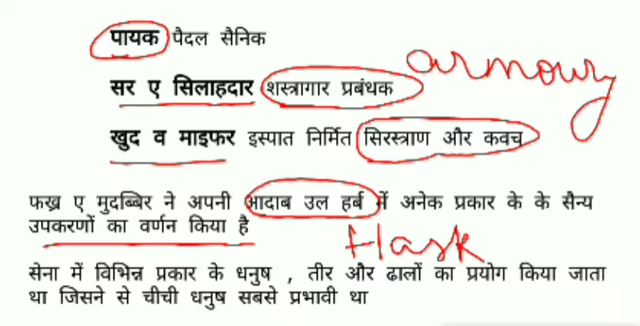 पायक पैदल सैनिक
armoury
सर ए सिलाहदार शस्त्रागार प्रबंधक
खुद व माइफर इस्पात निर्मित सिरस्त्राण और कवच
फख्र ए मुदब्बिर ने अपनी आदाब उल हर्ब में अनेक प्रकार के के सैन्य
उपकरणों का वर्णन किया है
Hask
सेना में विभिन्न प्रकार के धनुष , तीर और ढालों का प्रयोग किया जाता
था जिसने से चीची धनुष सबसे प्रभावी था